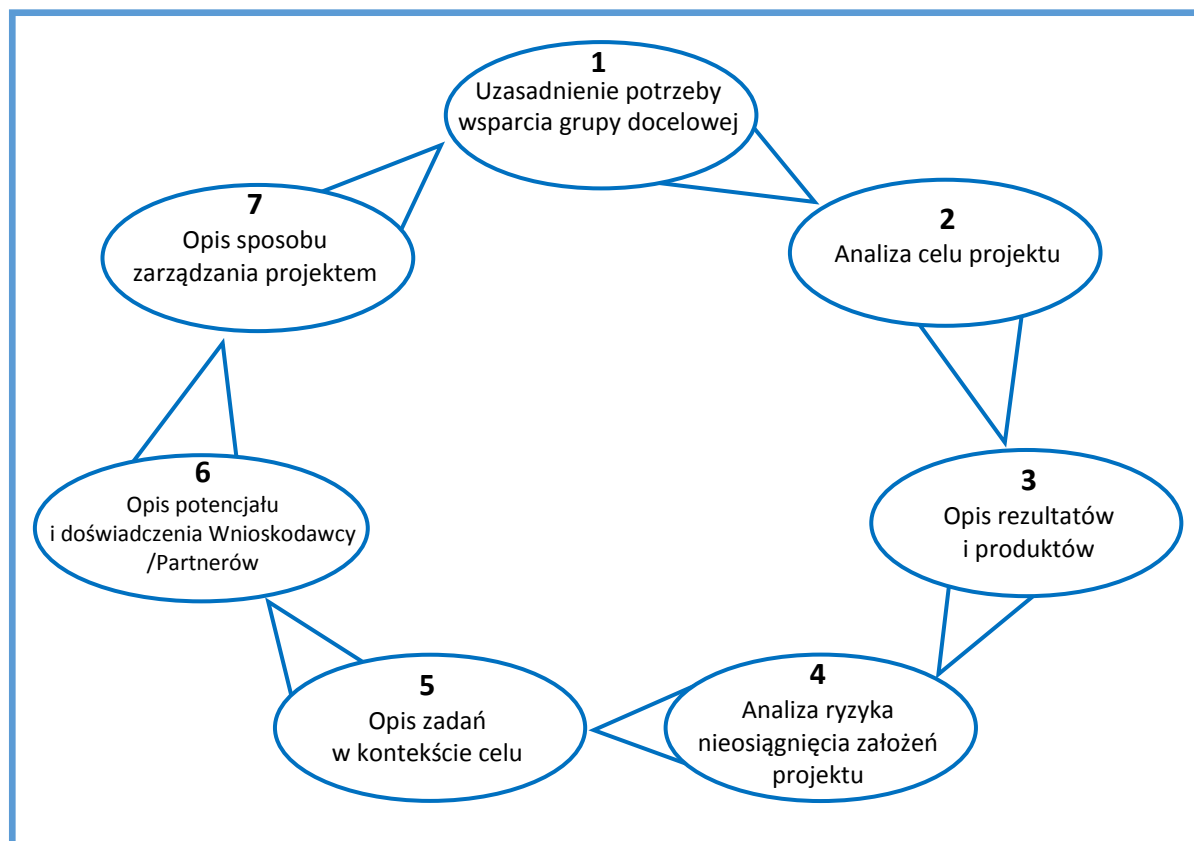 1
Uzasadnienie potrzeby
wsparcia grupy docelowej
2
Analiza celu projektu
3
Opis rezultatów
i produktów
4
Analiza ryzyka
nieosiągnięcia założeń
projektu
5
Opis zadań
w kontekście celu
6
Opis potencjału
i doświadczenia Wnioskodawcy
/Partnerów
7
Opis sposobu
zarządzania projektem